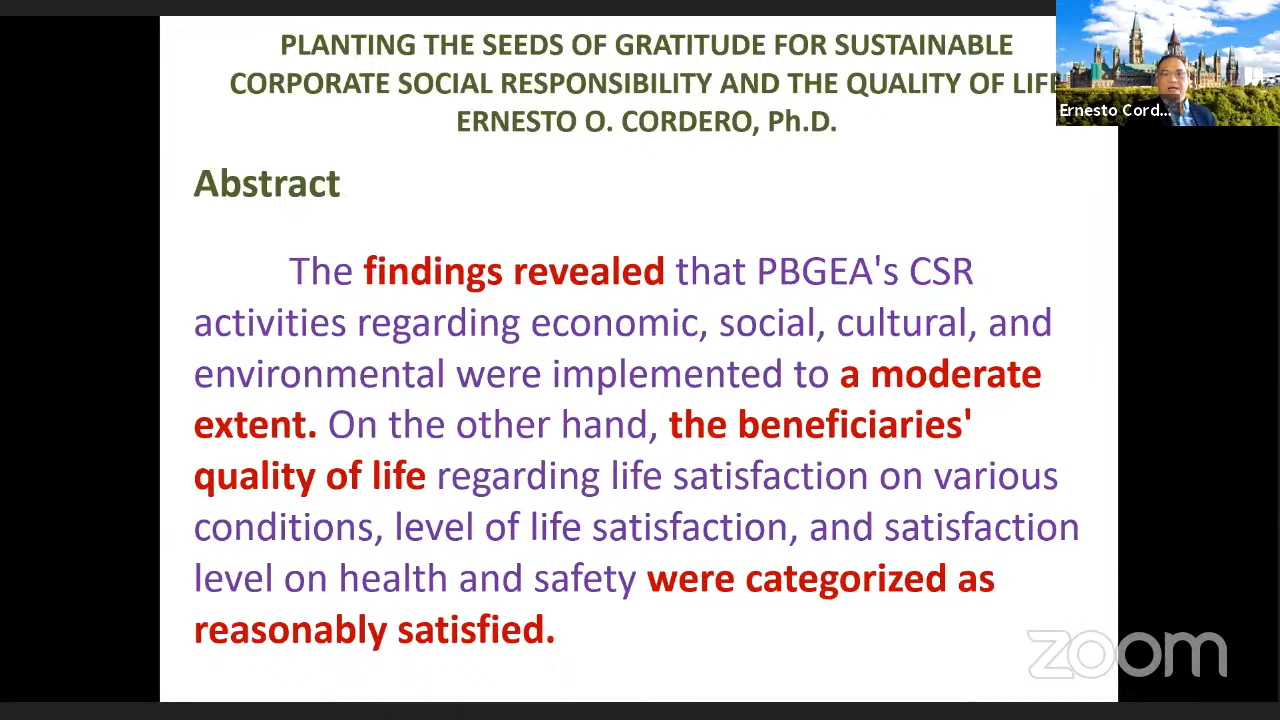 PLANTING THE SEEDS OF GRATITUDE FOR SUSTAINABLE
CORPORATE SOCIAL RESPONSIBILITY AND THE QUALITY OF LIFE
ERNESTO O. CORDERO, Ph.D.
Ernesto Cord...
Abstract
The findings revealed that PBGEA's CSR
activities regarding economic, social, cultural, and
environmental were implemented to a moderate
extent. On the other hand, the beneficiaries'
quality of life regarding life satisfaction on various
conditions, level of life satisfaction, and satisfaction
level on health and safety were categorized as
reasonably satisfied.
zoom